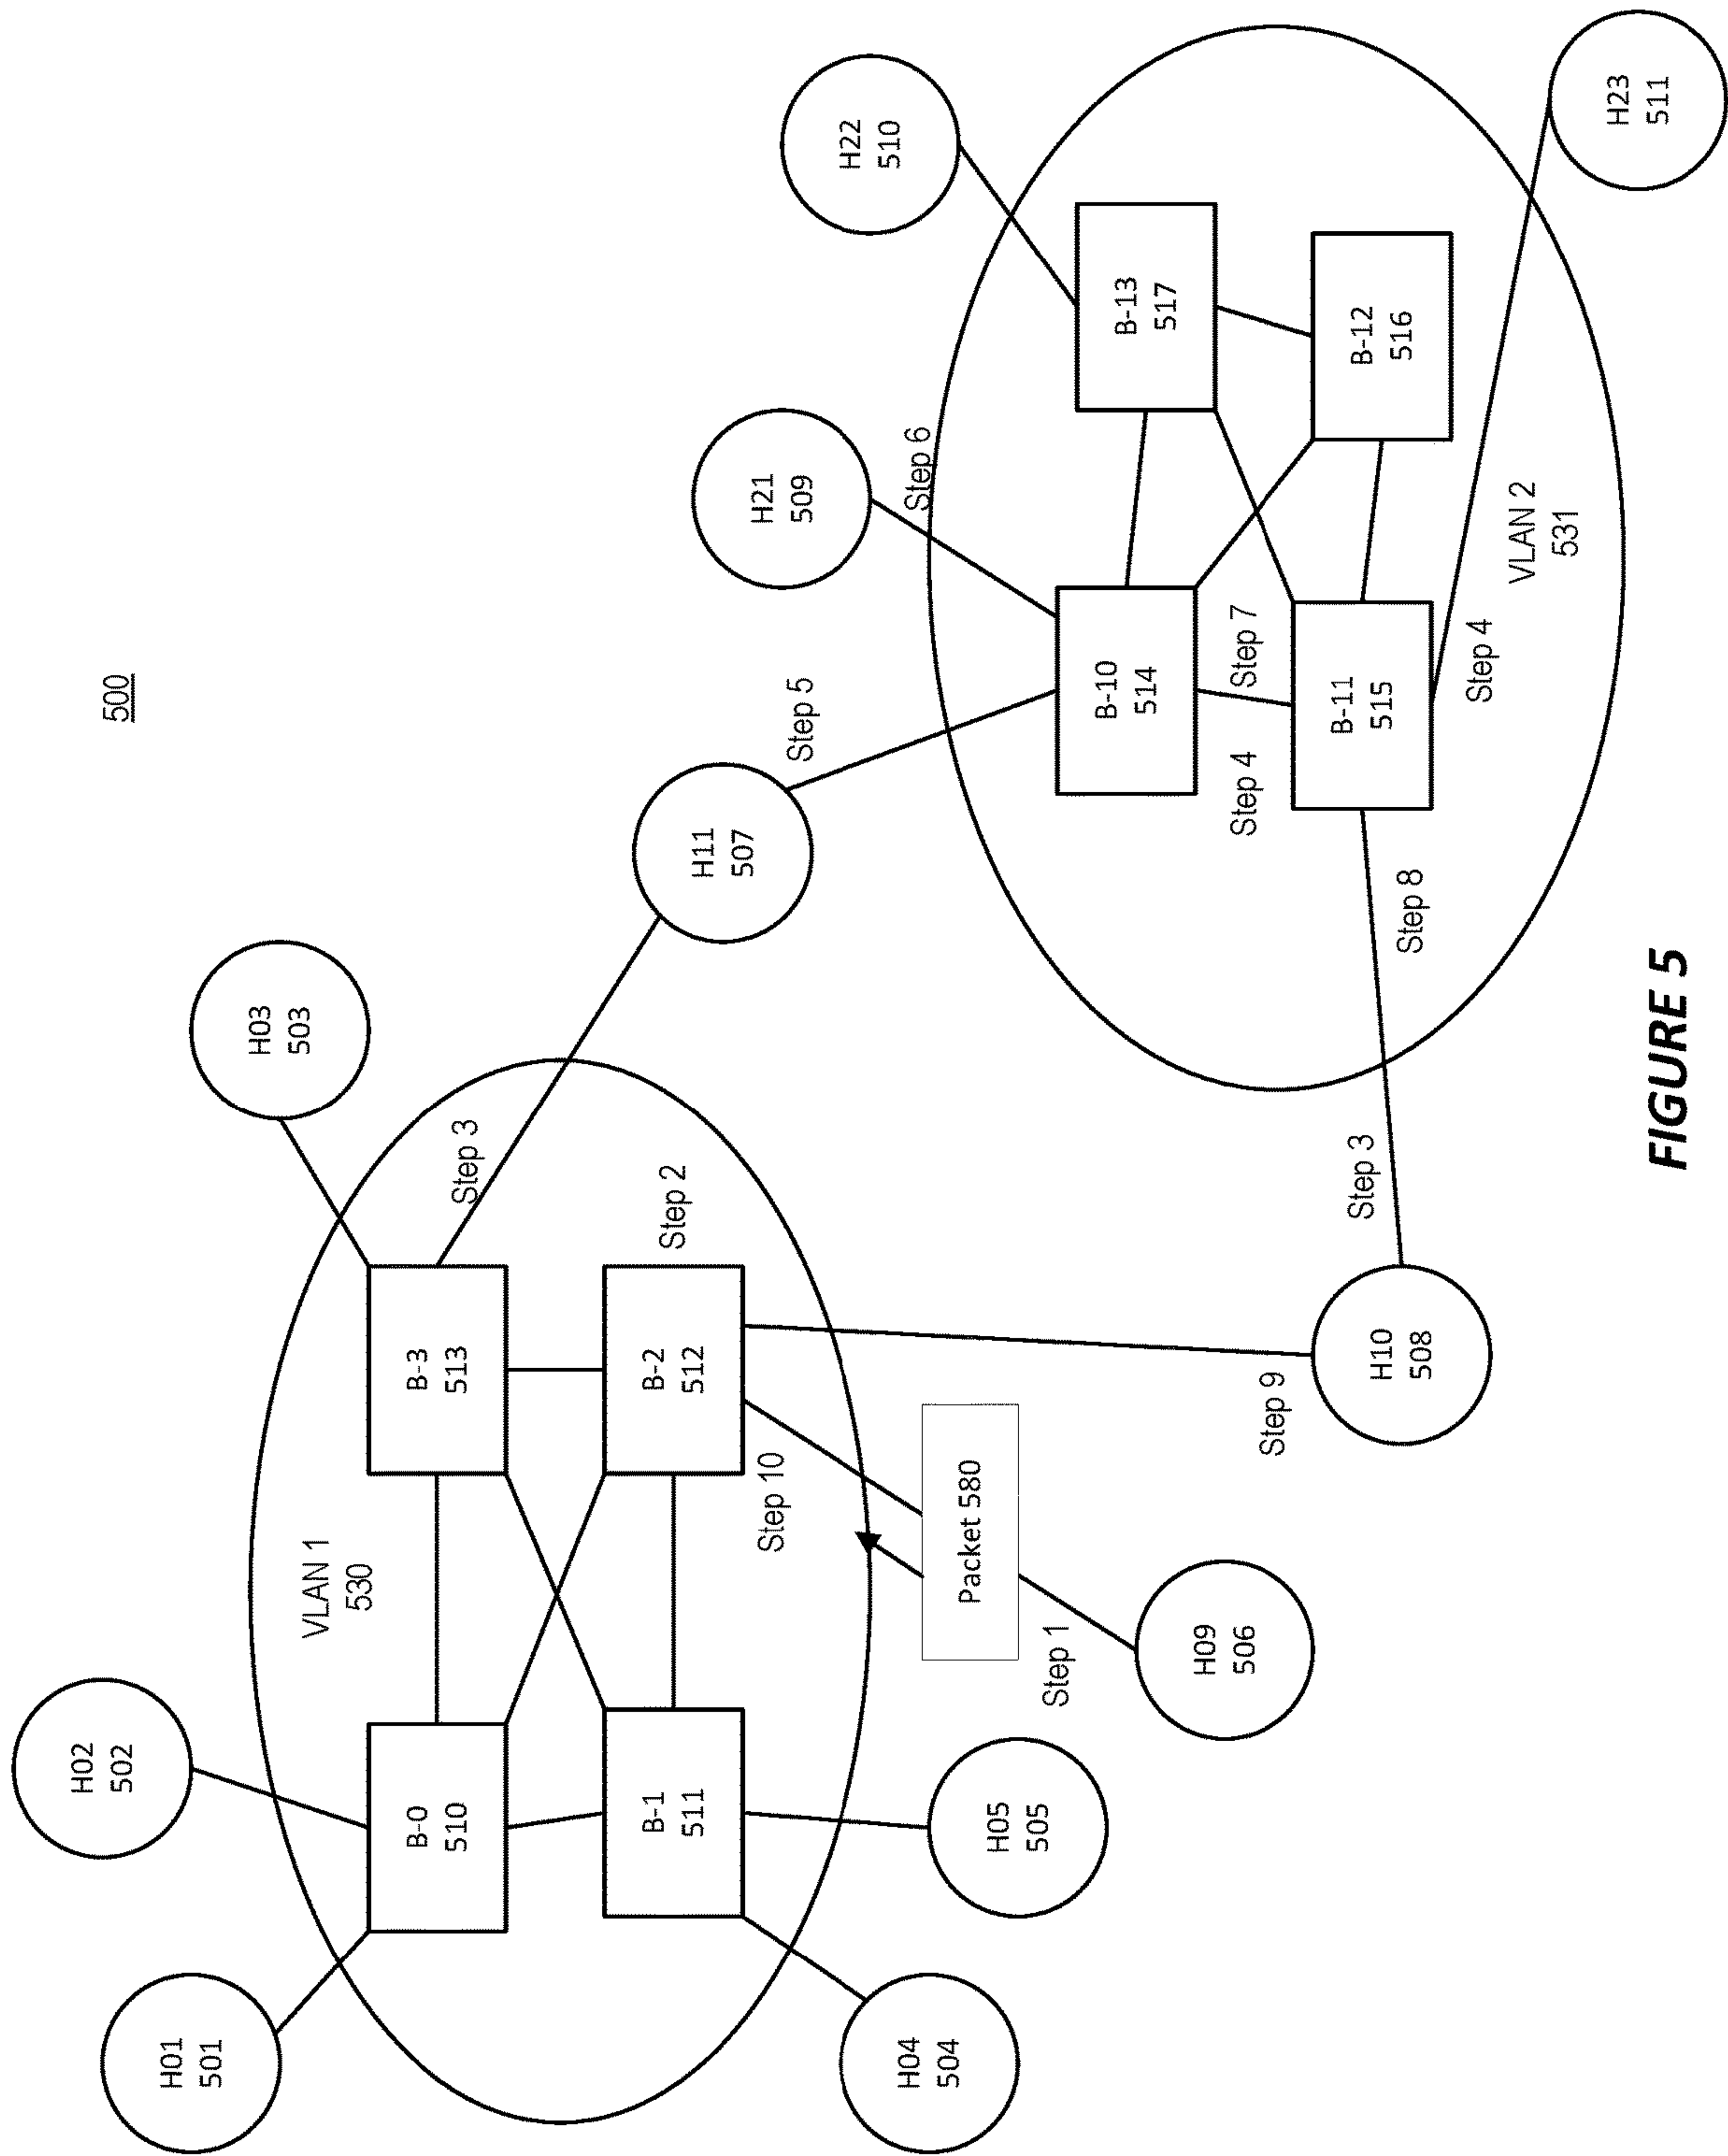 500
H01
501
H02
502
H03
503
VLAN 1
530
B-0
510
B-3
513
Step 3
B-1
511
B-2
512
Step 2
Step 10
H04
504
H05
505
Packet 580
Step 1
H09
506
Step 9
H10
508
Step 3
H11
507
Step 5
H21
509
Step 6
H22
510
B-10
514
B-13
517
Step 4
Step 7
B-11
515
B-12
516
Step 8
Step 4
VLAN 2
531
H23
511
FIGURE 5